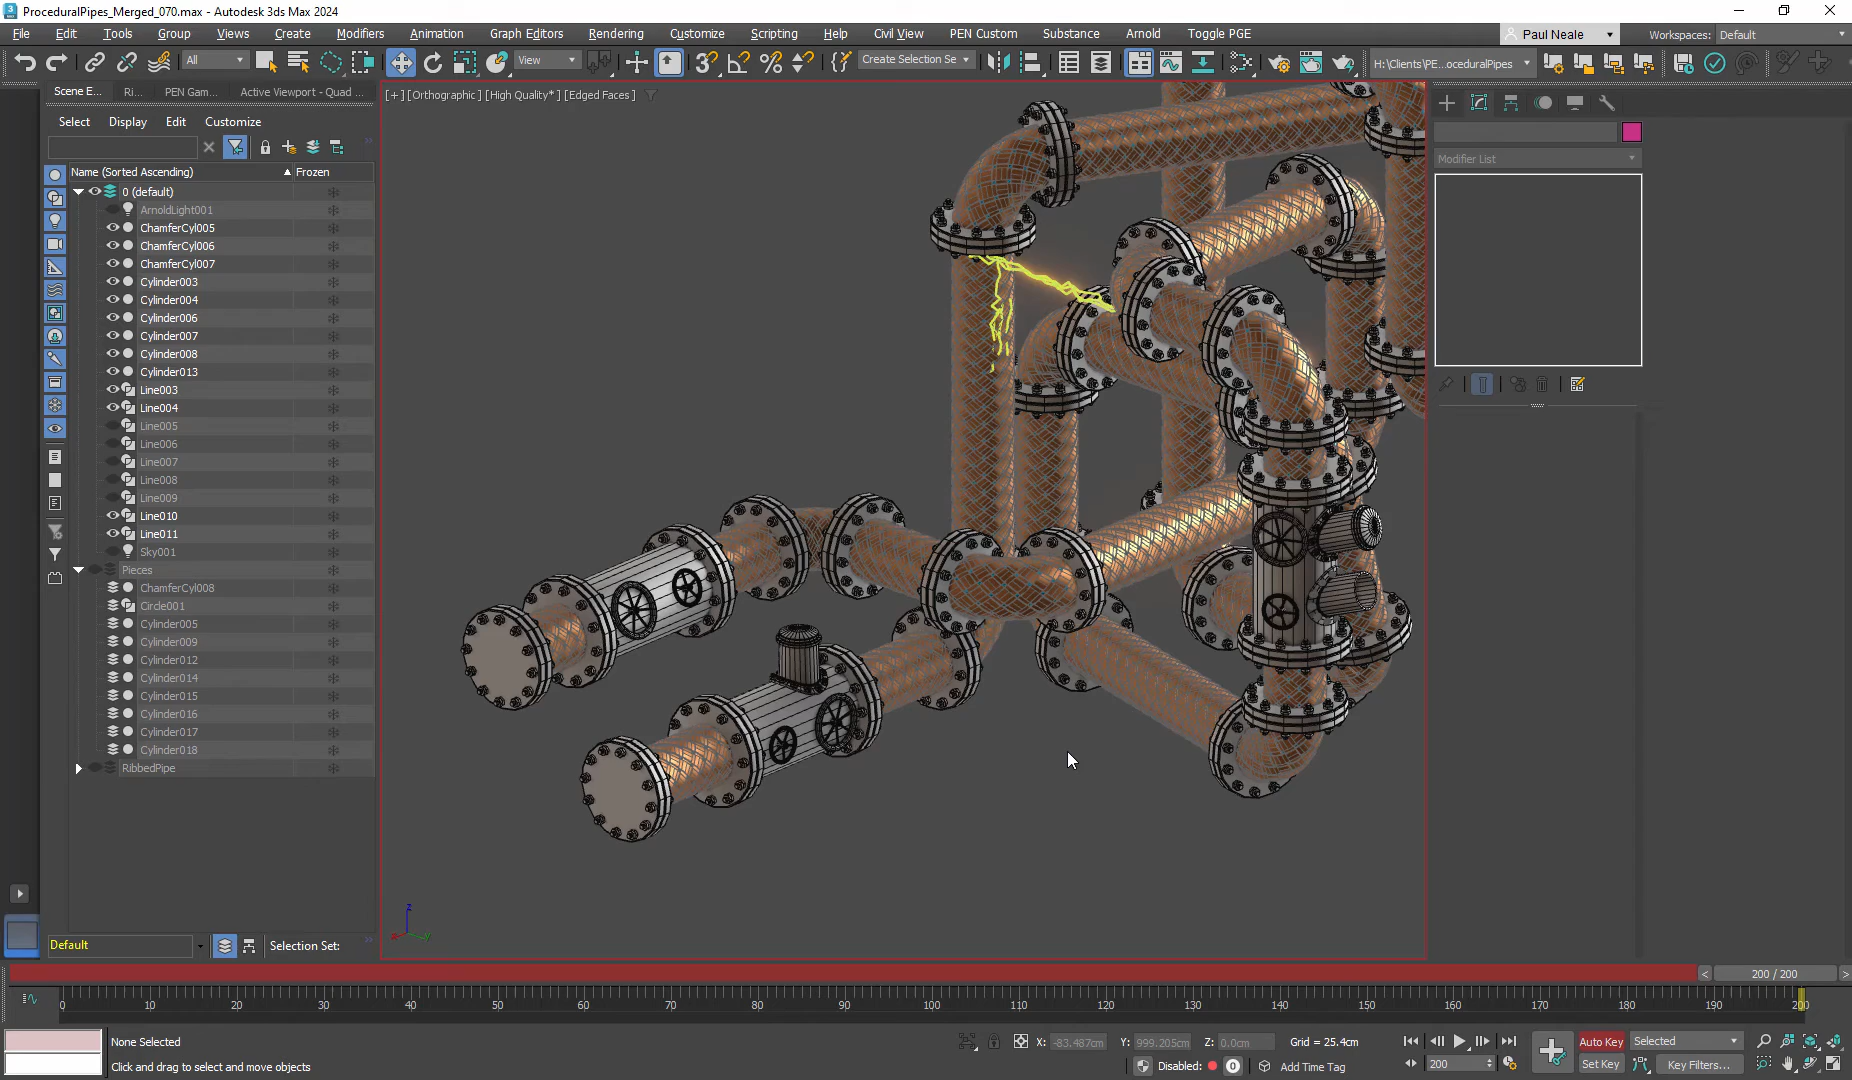 ProceduralPipes_Merged_070.max - Autodesk 3ds Max 2024
File Edit Tools Group Views Create Modifiers Animation Graph Editors Rendering Customize Scripting Help Civil View PEN Custom Substance Arnold Toggle PGE Paul Neale Workspaces: Default
All View Create Selection Se H:\Clients\PE...oceduralPipes
Scene E... Ri... PEN Gam... Active Viewport - Quad ...
[+] [Orthographic] [High Quality*] [Edged Faces]
Select Display Edit Customize
Modifier List
Name (Sorted Ascending) Frozen
0 (default)
ArnoldLight001
ChamferCyl005
ChamferCyl006
ChamferCyl007
Cylinder003
Cylinder004
Cylinder006
Cylinder007
Cylinder008
Cylinder013
Line003
Line004
Line005
Line006
Line007
Line008
Line009
Line010
Line011
Sky001
Pieces
ChamferCyl008
Circle001
Cylinder005
Cylinder009
Cylinder012
Cylinder014
Cylinder015
Cylinder016
Cylinder017
Cylinder018
RibbedPipe
z
x y
Default Selection Set:
< 200 / 200 >
0 10 20 30 40 50 60 70 80 90 100 110 120 130 140 150 160 170 180 190 200
None Selected X: -83.487cm Y: 999.205cm Z: 0.0cm Grid = 25.4cm Auto Key Selected
Click and drag to select and move objects Disabled: 0 Add Time Tag 200 Set Key Key Filters...